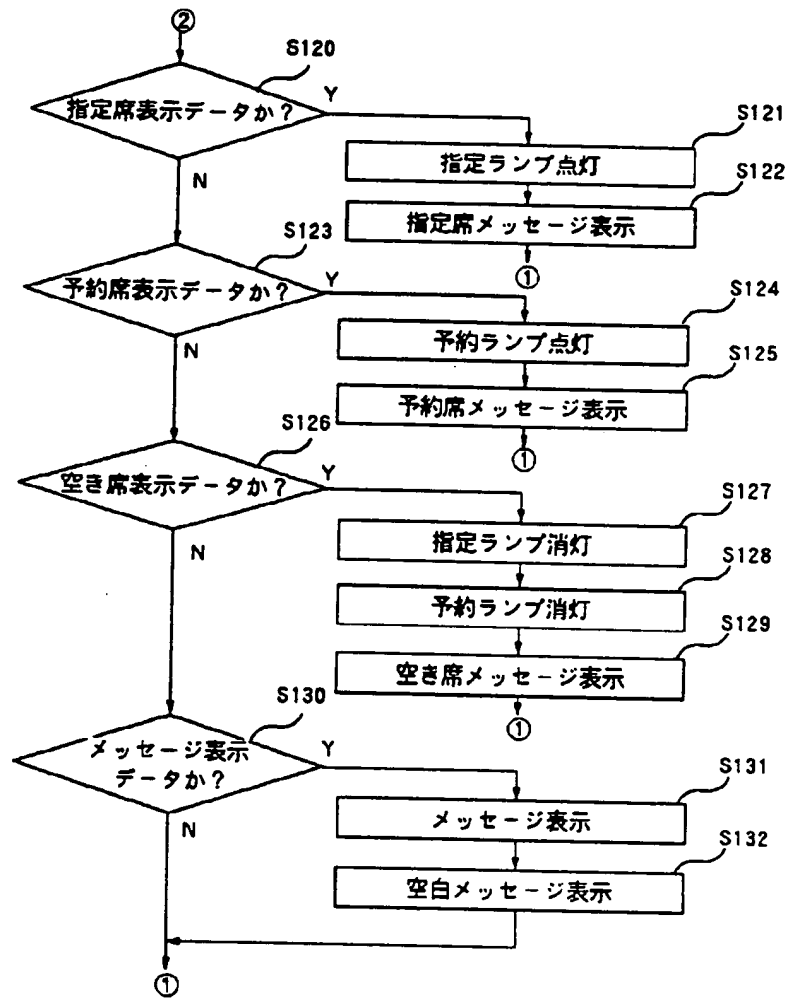 ②
S120
指定席表示データか？
Y
N
S121
指定ランプ点灯
S122
指定席メッセージ表示
①
S123
予約席表示データか？
Y
N
S124
予約ランプ点灯
S125
予約席メッセージ表示
①
S126
空き席表示データか？
Y
N
S127
指定ランプ消灯
S128
予約ランプ消灯
S129
空き席メッセージ表示
①
S130
メッセージ表示
データか？
Y
N
S131
メッセージ表示
S132
空白メッセージ表示
①